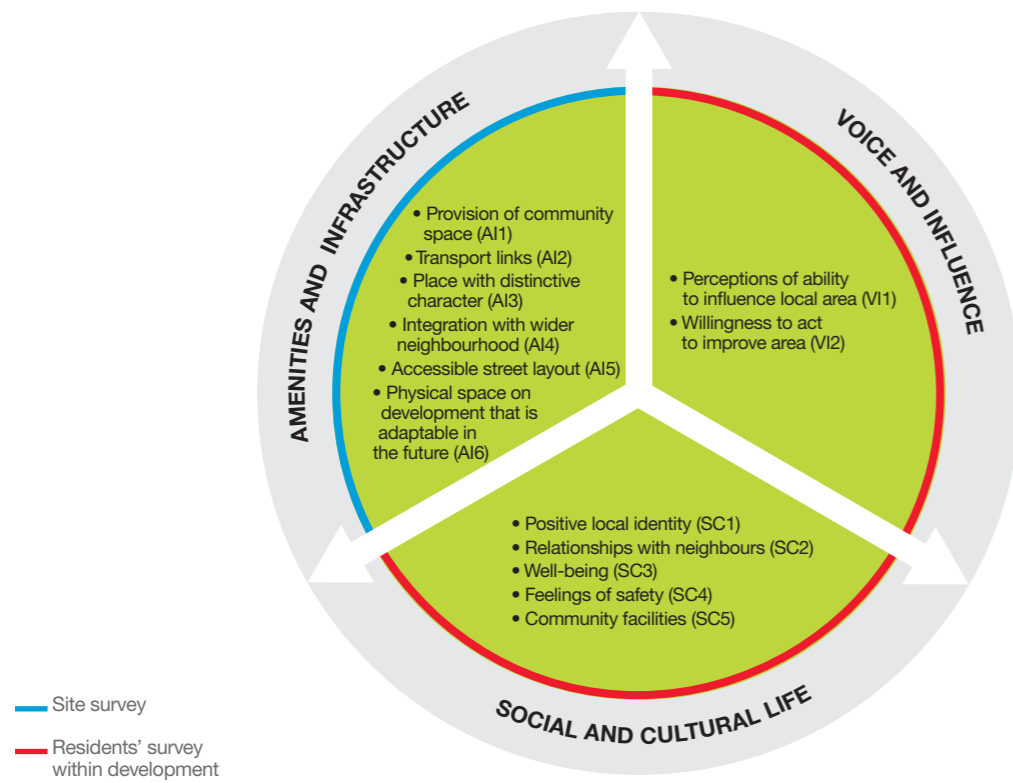 AMENITIES AND INFRASTRUCTURE
• Provision of community
space (AI1)
• Transport links (AI2)
• Place with distinctive
character (AI3)
• Integration with wider
neighbourhood (AI4)
• Accessible street layout (AI5)
• Physical space on
development that is
adaptable in
the future (AI6)
VOICE AND INFLUENCE
• Perceptions of ability
to influence local area (VI1)
• Willingness to act
to improve area (VI2)
• Positive local identity (SC1)
• Relationships with neighbours (SC2)
• Well-being (SC3)
• Feelings of safety (SC4)
• Community facilities (SC5)
SOCIAL AND CULTURAL LIFE
Site survey
Residents’ survey
within development